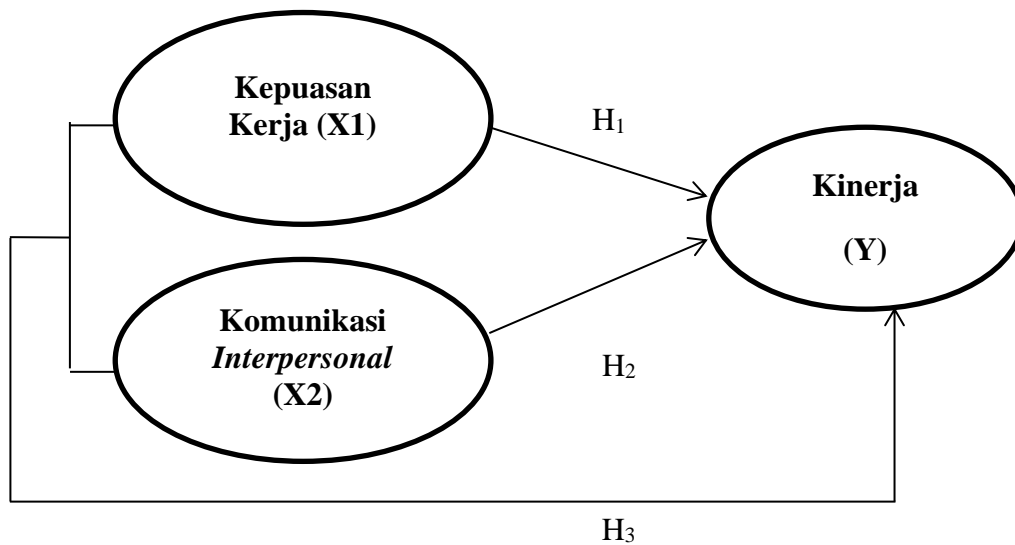 Kepuasan
Kerja (X1)
H₁
Kinerja
(Y)
Komunikasi
Interpersonal
(X2)
H₂
H₃